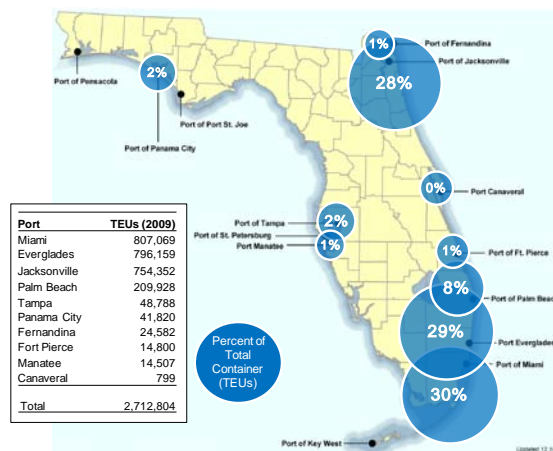 1%
Port of Fernandina
Port of Jacksonville
28%
Port of Pensacola
2%
Port of Port St. Joe
Port of Panama City
0%
Port Canaveral
Port of Tampa
2%
Port of St. Petersburg
Port Manatee
1%
1%
Port of Ft. Pierce
8%
Port of Palm Beach
29%
Port Everglades
Port of Miami
30%
Port of Key West
Port TEUs (2009)
Miami 807,069
Everglades 796,159
Jacksonville 754,352
Palm Beach 209,928
Tampa 48,788
Panama City 41,820
Fernandina 24,582
Fort Pierce 14,800
Manatee 14,507
Canaveral 799
Total 2,712,804
Percent of
Total
Container
(TEUs)
Updated